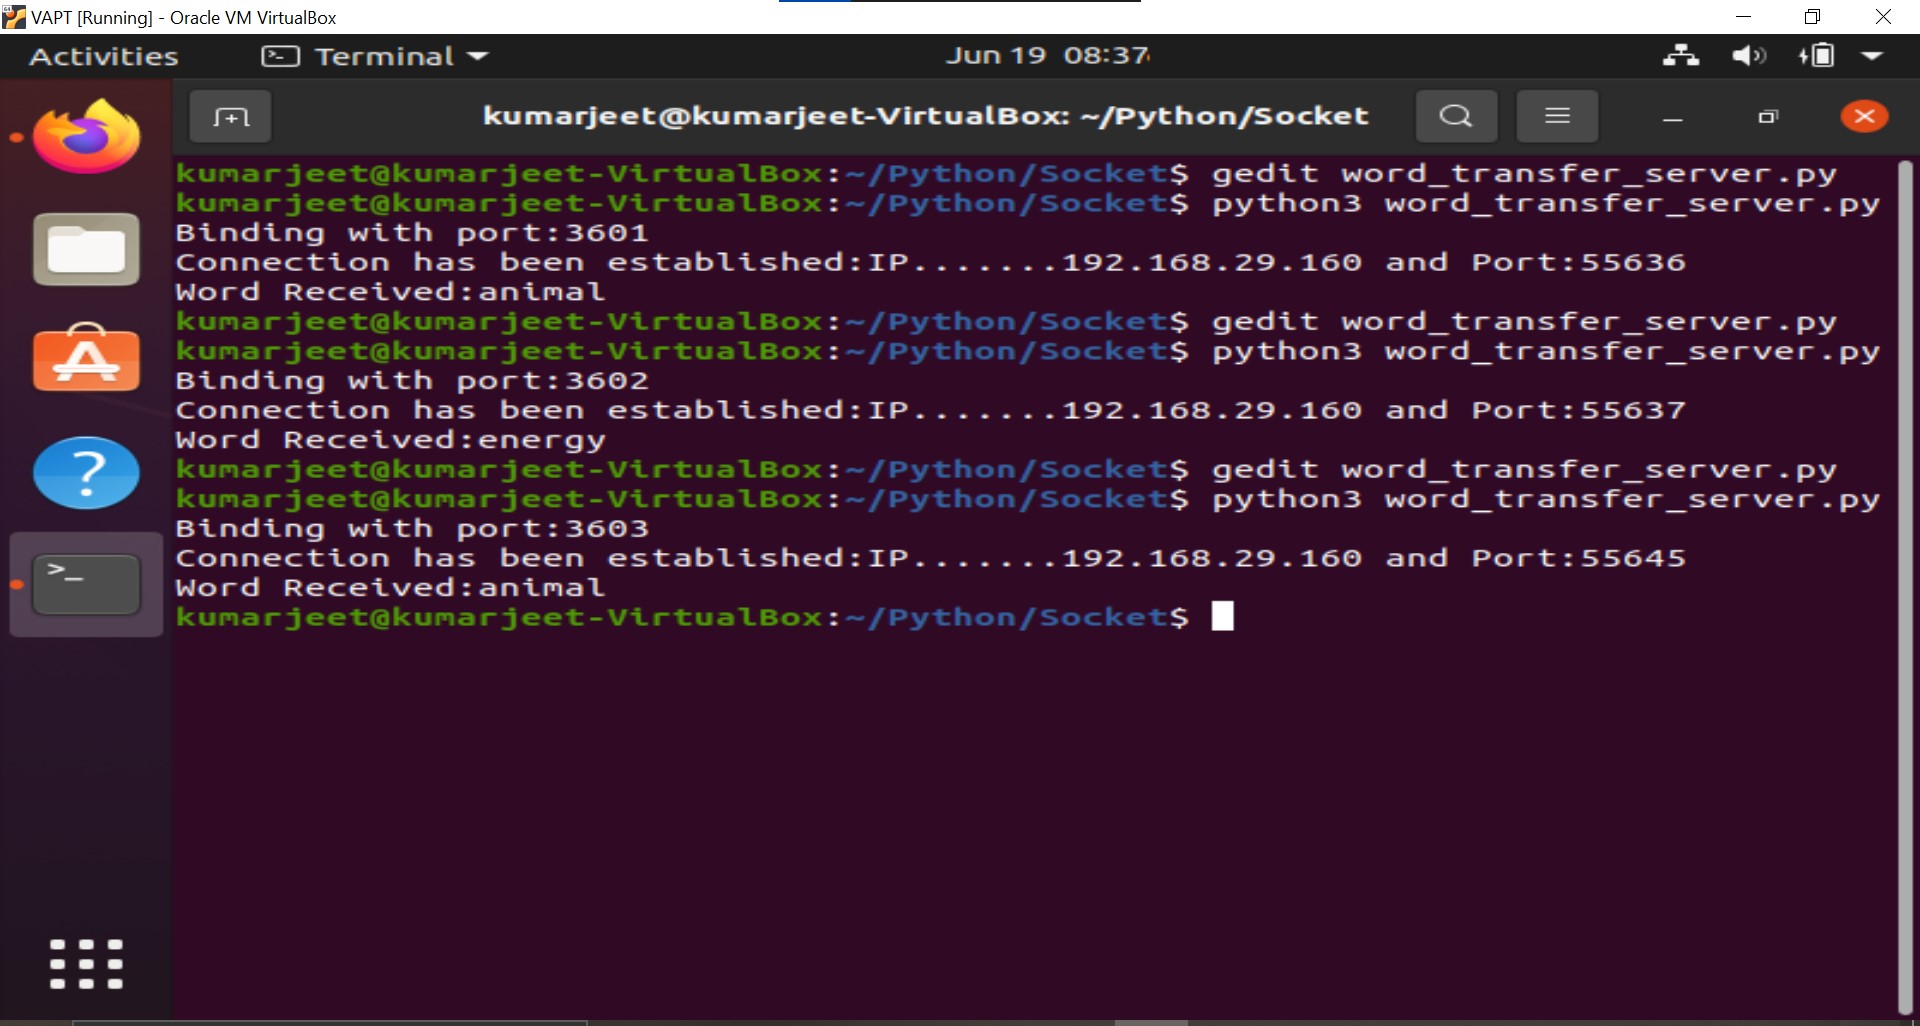 VAPT [Running] - Oracle VM VirtualBox
Activities Terminal Jun 19 08:37
kumarjeet@kumarjeet-VirtualBox: ~/Python/Socket
kumarjeet@kumarjeet-VirtualBox:~/Python/Socket$ gedit word_transfer_server.py
kumarjeet@kumarjeet-VirtualBox:~/Python/Socket$ python3 word_transfer_server.py
Binding with port:3601
Connection has been established:IP.......192.168.29.160 and Port:55636
Word Received:animal
kumarjeet@kumarjeet-VirtualBox:~/Python/Socket$ gedit word_transfer_server.py
kumarjeet@kumarjeet-VirtualBox:~/Python/Socket$ python3 word_transfer_server.py
Binding with port:3602
Connection has been established:IP.......192.168.29.160 and Port:55637
Word Received:energy
kumarjeet@kumarjeet-VirtualBox:~/Python/Socket$ gedit word_transfer_server.py
kumarjeet@kumarjeet-VirtualBox:~/Python/Socket$ python3 word_transfer_server.py
Binding with port:3603
Connection has been established:IP.......192.168.29.160 and Port:55645
Word Received:animal
kumarjeet@kumarjeet-VirtualBox:~/Python/Socket$